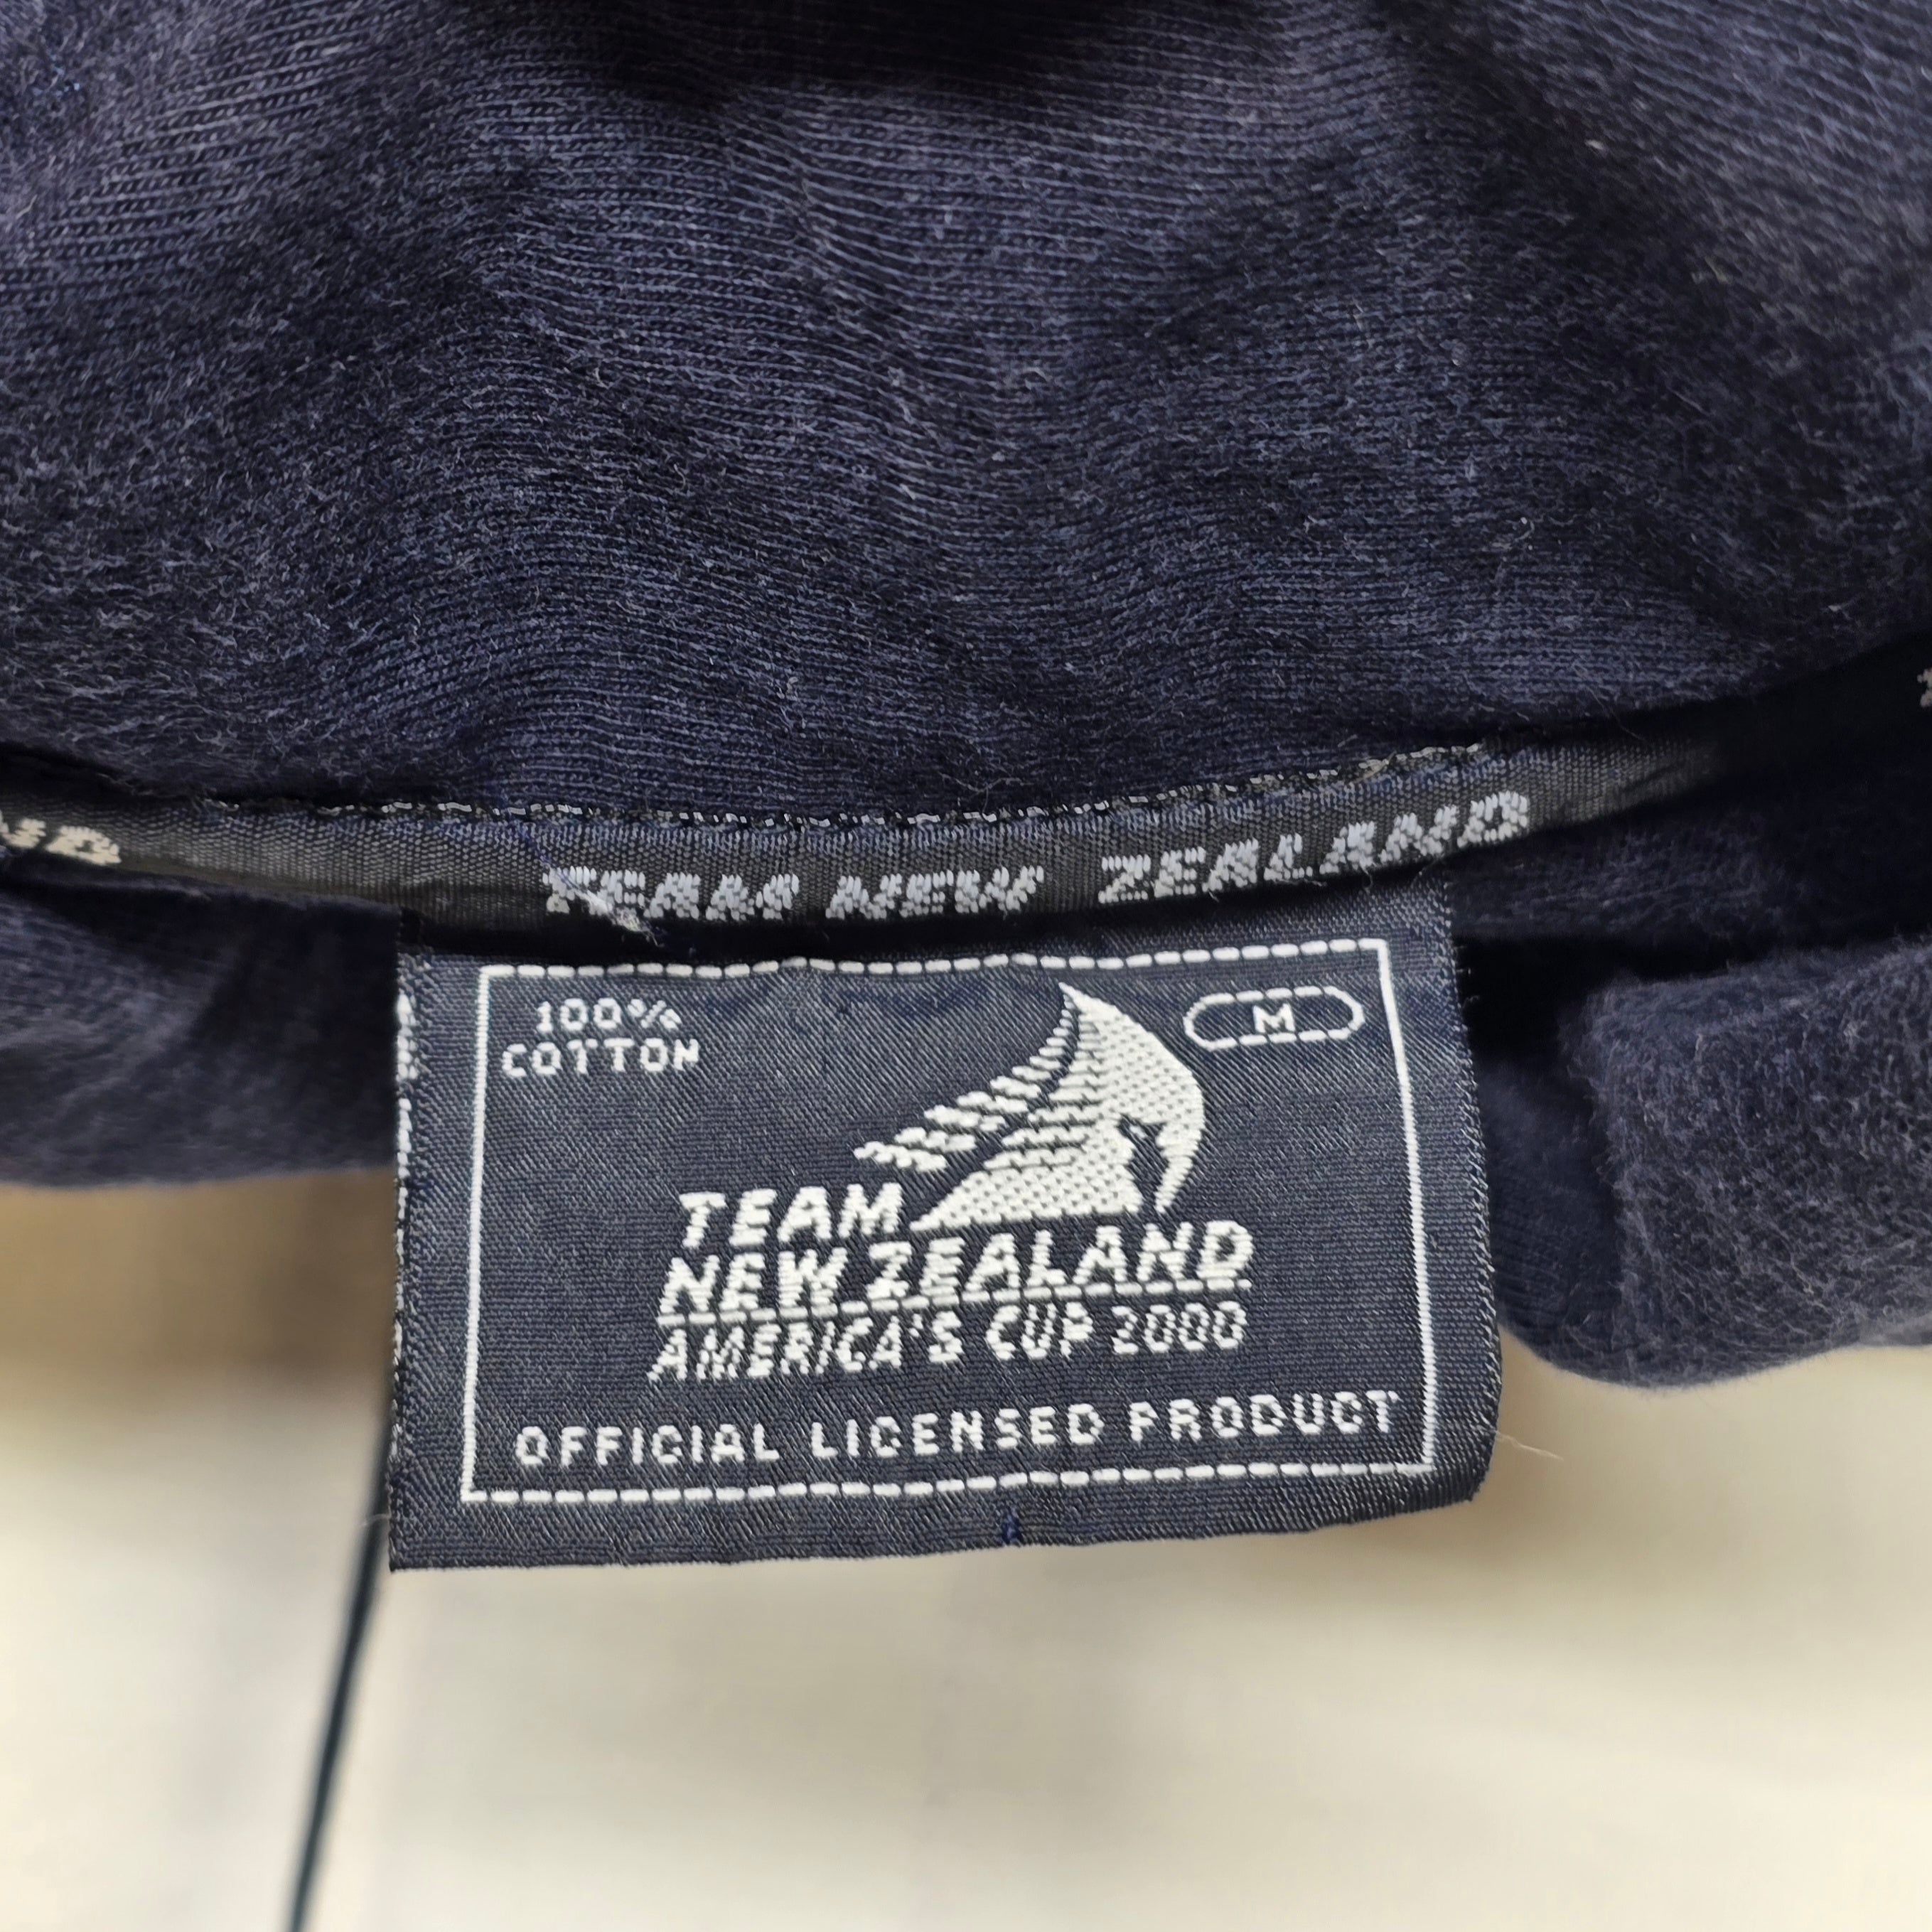 TEAM NEW ZEALAND
100%
COTTON
M
TEAM
NEW ZEALAND
AMERICA'S CUP 2000
OFFICIAL LICENSED PRODUCT